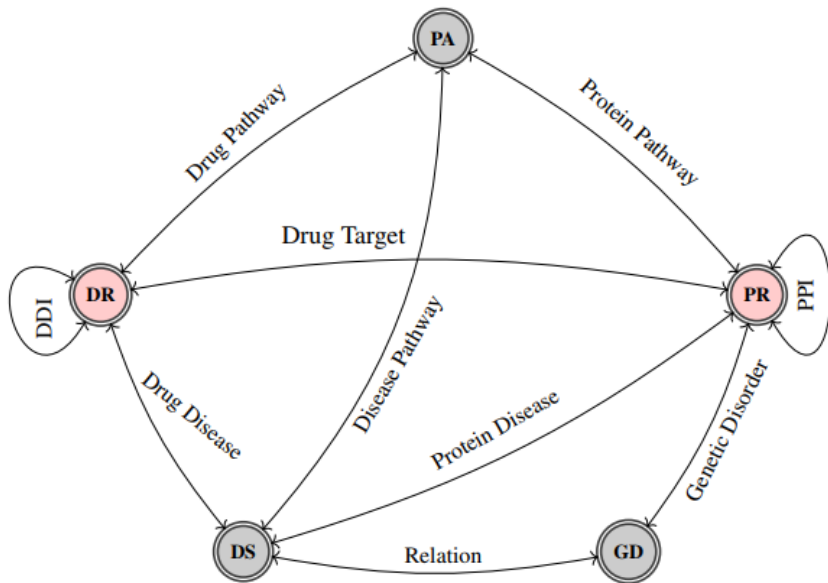 PA
Drug Pathway
Protein Pathway
Drug Target
DR
PR
DDI
PPI
Disease Pathway
Drug Disease
Protein Disease
Genetic Disorder
DS
Relation
GD